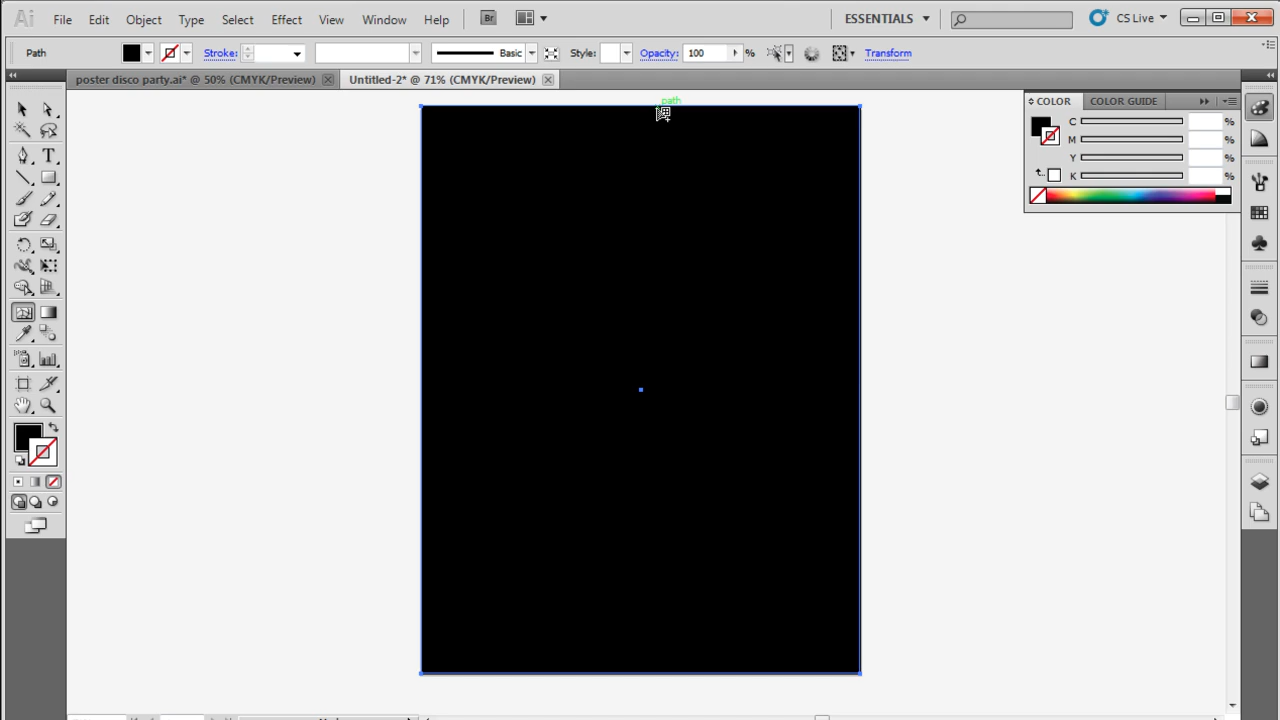 Ai File Edit Object Type Select Effect View Window Help Br ESSENTIALS CS Live
Path Stroke: Basic Style: Opacity: 100 % Transform
poster disco party.ai* @ 50% (CMYK/Preview) Untitled-2* @ 71% (CMYK/Preview)
path
COLOR COLOR GUIDE
C %
M %
Y %
K %
T